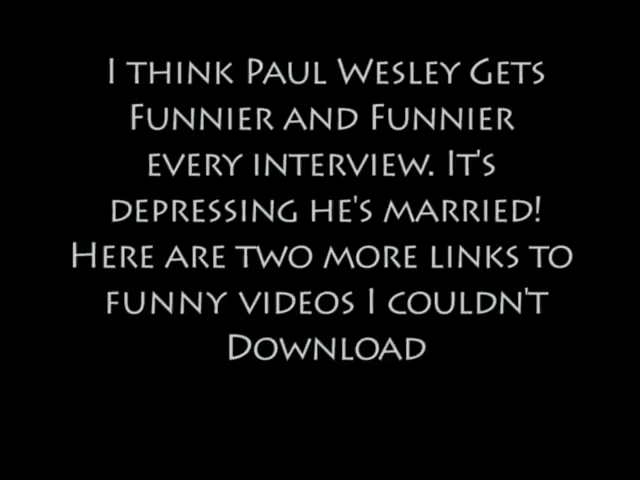 I THINK PAUL WESLEY GETS
FUNNIER AND FUNNIER
EVERY INTERVIEW. IT'S
DEPRESSING HE'S MARRIED!
HERE ARE TWO MORE LINKS TO
FUNNY VIDEOS I COULDN'T
DOWNLOAD